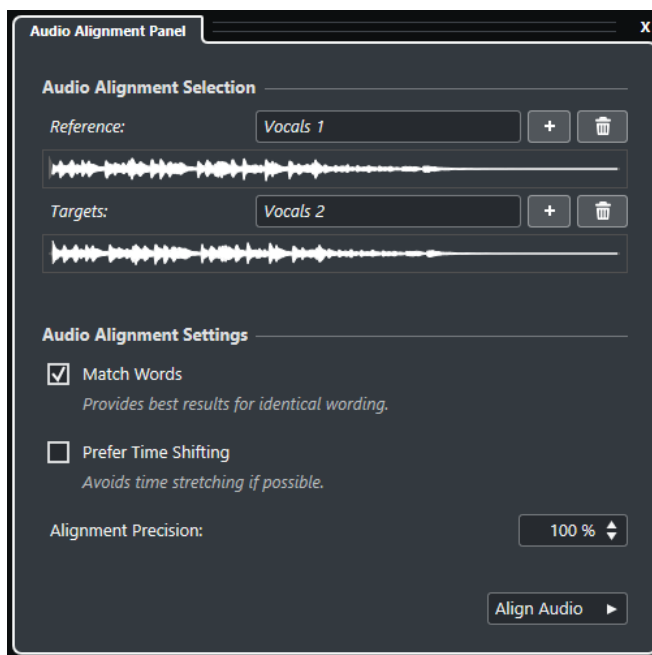 Audio Alignment Panel
X
Audio Alignment Selection
Reference:
Vocals 1
+
Targets:
Vocals 2
+
Audio Alignment Settings
Match Words
Provides best results for identical wording.
Prefer Time Shifting
Avoids time stretching if possible.
Alignment Precision:
100 %
Align Audio